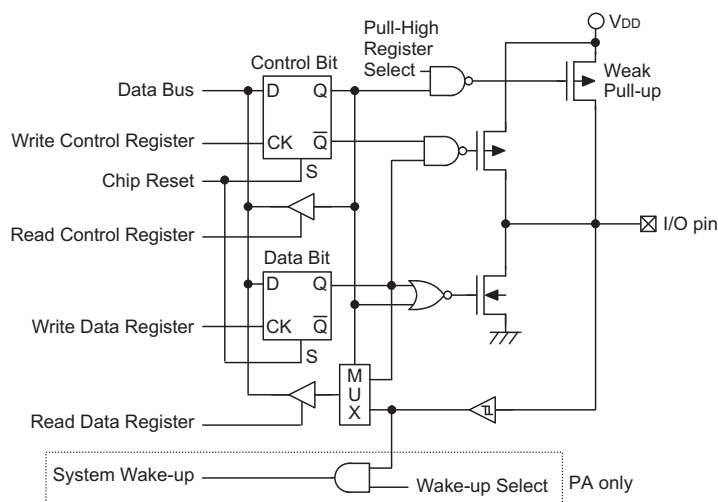 VDD
Pull-High
Register
Select
Weak
Pull-up
Control Bit
Data Bus
D
Q
Write Control Register
CK
Q
Chip Reset
S
I/O pin
Read Control Register
Data Bit
D
Q
Write Data Register
CK
Q
S
M
U
X
Read Data Register
System Wake-up
Wake-up Select
PA only